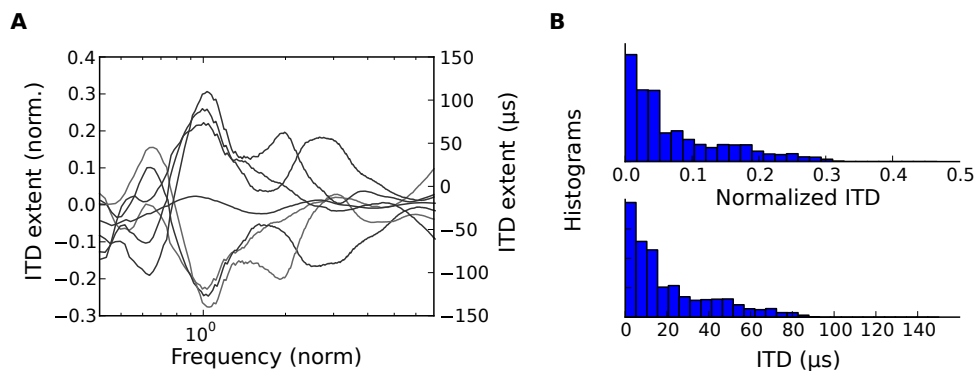 A
ITD extent (norm.)
0.4
0.3
0.2
0.1
0.0
−0.1
−0.2
−0.3
10⁰
Frequency (norm)
150
100
50
0
−50
−100
−150
ITD extent (μs)
B
Histograms
0.0 0.1 0.2 0.3 0.4 0.5
Normalized ITD
0 20 40 60 80 100 120 140
ITD (μs)